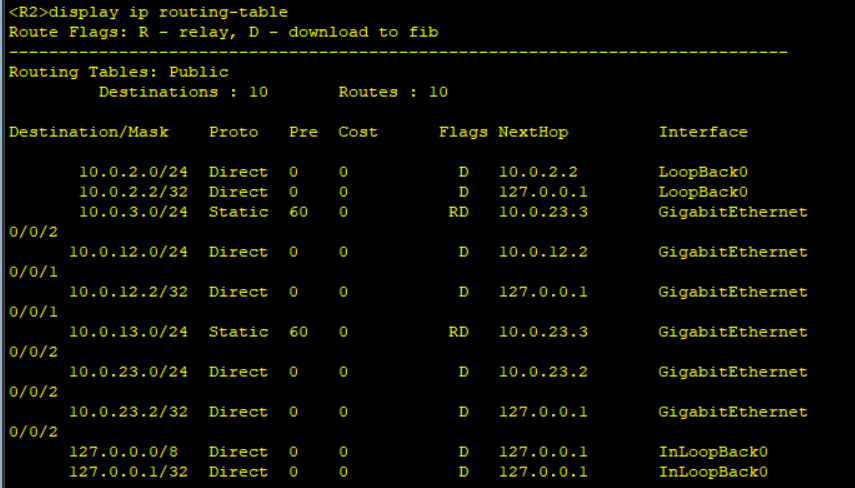 <R2>display ip routing-table
Route Flags: R - relay, D - download to fib
------------------------------------------------------------------------------
Routing Tables: Public
         Destinations : 10       Routes : 10

Destination/Mask    Proto   Pre  Cost      Flags NextHop         Interface

       10.0.2.0/24  Direct  0    0           D   10.0.2.2        LoopBack0
       10.0.2.2/32  Direct  0    0           D   127.0.0.1       LoopBack0
       10.0.3.0/24  Static  60   0          RD   10.0.23.3       GigabitEthernet
0/0/2
      10.0.12.0/24  Direct  0    0           D   10.0.12.2       GigabitEthernet
0/0/1
      10.0.12.2/32  Direct  0    0           D   127.0.0.1       GigabitEthernet
0/0/1
      10.0.13.0/24  Static  60   0          RD   10.0.23.3       GigabitEthernet
0/0/2
      10.0.23.0/24  Direct  0    0           D   10.0.23.2       GigabitEthernet
0/0/2
      10.0.23.2/32  Direct  0    0           D   127.0.0.1       GigabitEthernet
0/0/2
      127.0.0.0/8   Direct  0    0           D   127.0.0.1       InLoopBack0
      127.0.0.1/32  Direct  0    0           D   127.0.0.1       InLoopBack0